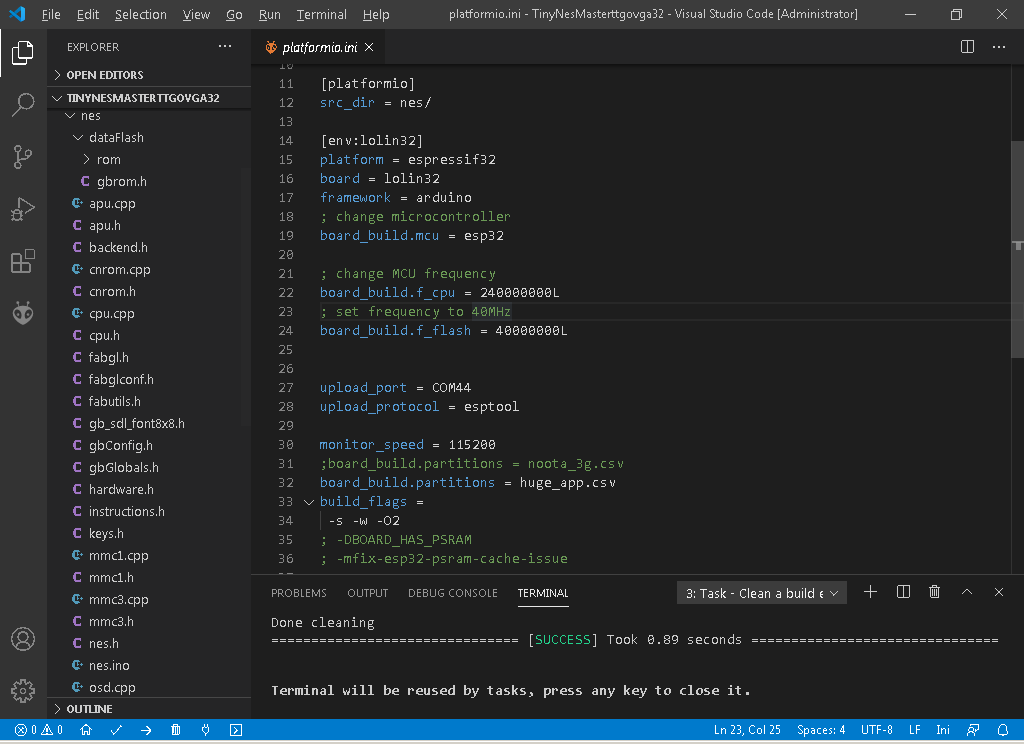 File Edit Selection View Go Run Terminal Help platformio.ini - TinyNesMasterttgovga32 - Visual Studio Code [Administrator]
EXPLORER
OPEN EDITORS
TINYNESMASTERTTGOVGA32
nes
dataFlash
rom
gbrom.h
apu.cpp
apu.h
backend.h
cnrom.cpp
cnrom.h
cpu.cpp
cpu.h
fabgl.h
fabglconf.h
fabutils.h
gb_sdl_font8x8.h
gbConfig.h
gbGlobals.h
hardware.h
instructions.h
keys.h
mmc1.cpp
mmc1.h
mmc3.cpp
mmc3.h
nes.h
nes.ino
osd.cpp
OUTLINE
platformio.ini
10
11 [platformio]
12 src_dir = nes/
13
14 [env:lolin32]
15 platform = espressif32
16 board = lolin32
17 framework = arduino
18 ; change microcontroller
19 board_build.mcu = esp32
20
21 ; change MCU frequency
22 board_build.f_cpu = 240000000L
23 ; set frequency to 40MHz
24 board_build.f_flash = 40000000L
25
26
27 upload_port = COM44
28 upload_protocol = esptool
29
30 monitor_speed = 115200
31 ;board_build.partitions = noota_3g.csv
32 board_build.partitions = huge_app.csv
33 build_flags =
34 -s -w -O2
35 ; -DBOARD_HAS_PSRAM
36 ; -mfix-esp32-psram-cache-issue
PROBLEMS OUTPUT DEBUG CONSOLE TERMINAL 3: Task - Clean a build e
Done cleaning
=============================== [SUCCESS] Took 0.89 seconds ===============================
Terminal will be reused by tasks, press any key to close it.
0 0 Ln 23, Col 25 Spaces: 4 UTF-8 LF Ini